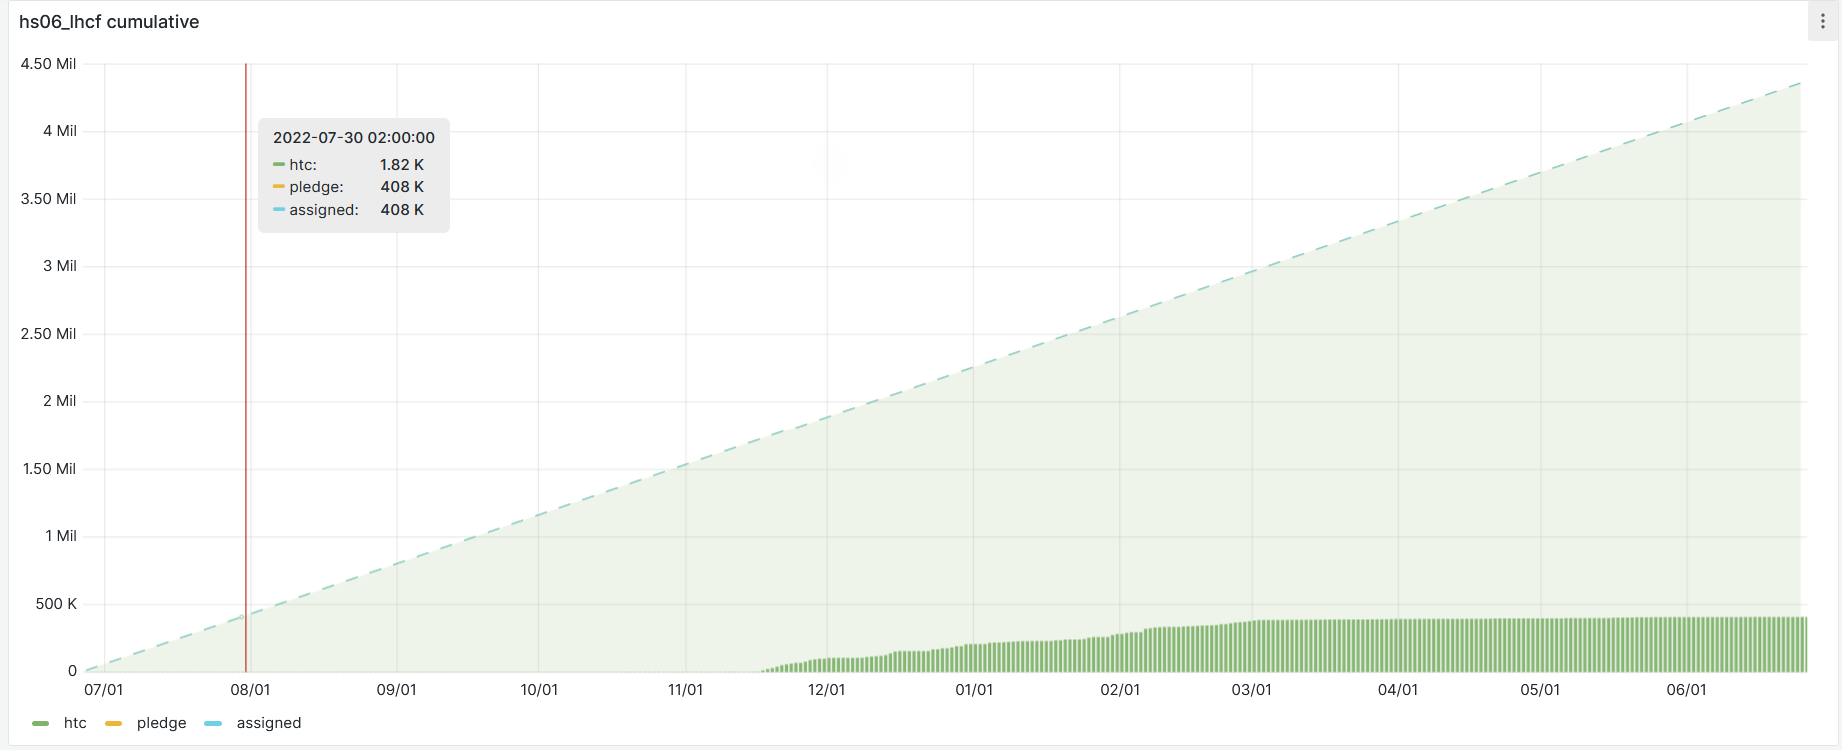 hs06_lhcf cumulative
4.50 Mil
4 Mil
3.50 Mil
3 Mil
2.50 Mil
2 Mil
1.50 Mil
1 Mil
500 K
0
2022-07-30 02:00:00
htc: 1.82 K
pledge: 408 K
assigned: 408 K
07/01 08/01 09/01 10/01 11/01 12/01 01/01 02/01 03/01 04/01 05/01 06/01
htc pledge assigned